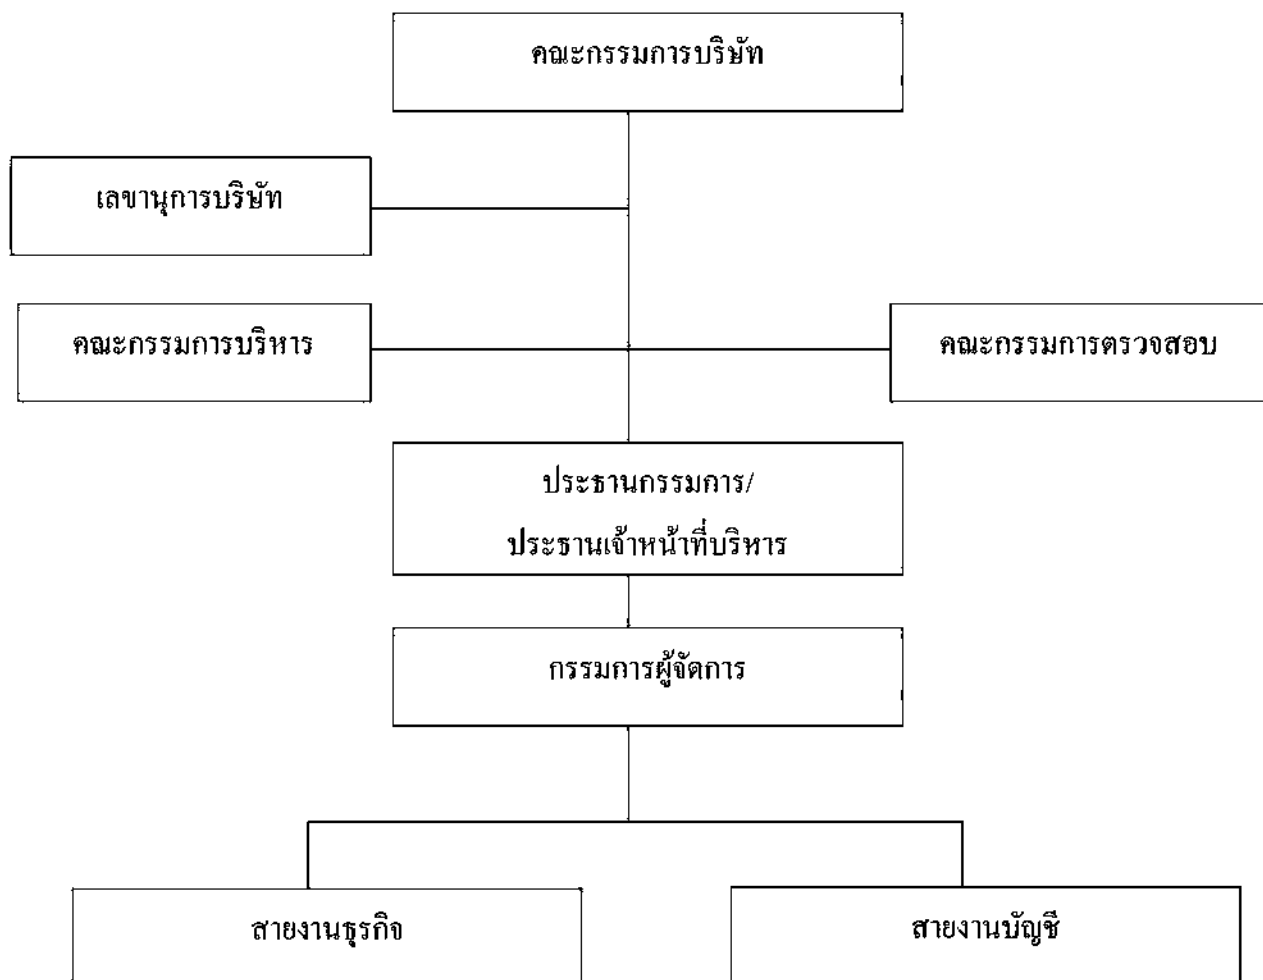 คณะกรรมการบริษัท
เลขานุการบริษัท
คณะกรรมการบริหาร
คณะกรรมการตรวจสอบ
ประธานกรรมการ/
ประธานเจ้าหน้าที่บริหาร
กรรมการผู้จัดการ
สายงานธุรกิจ
สายงานบัญชี